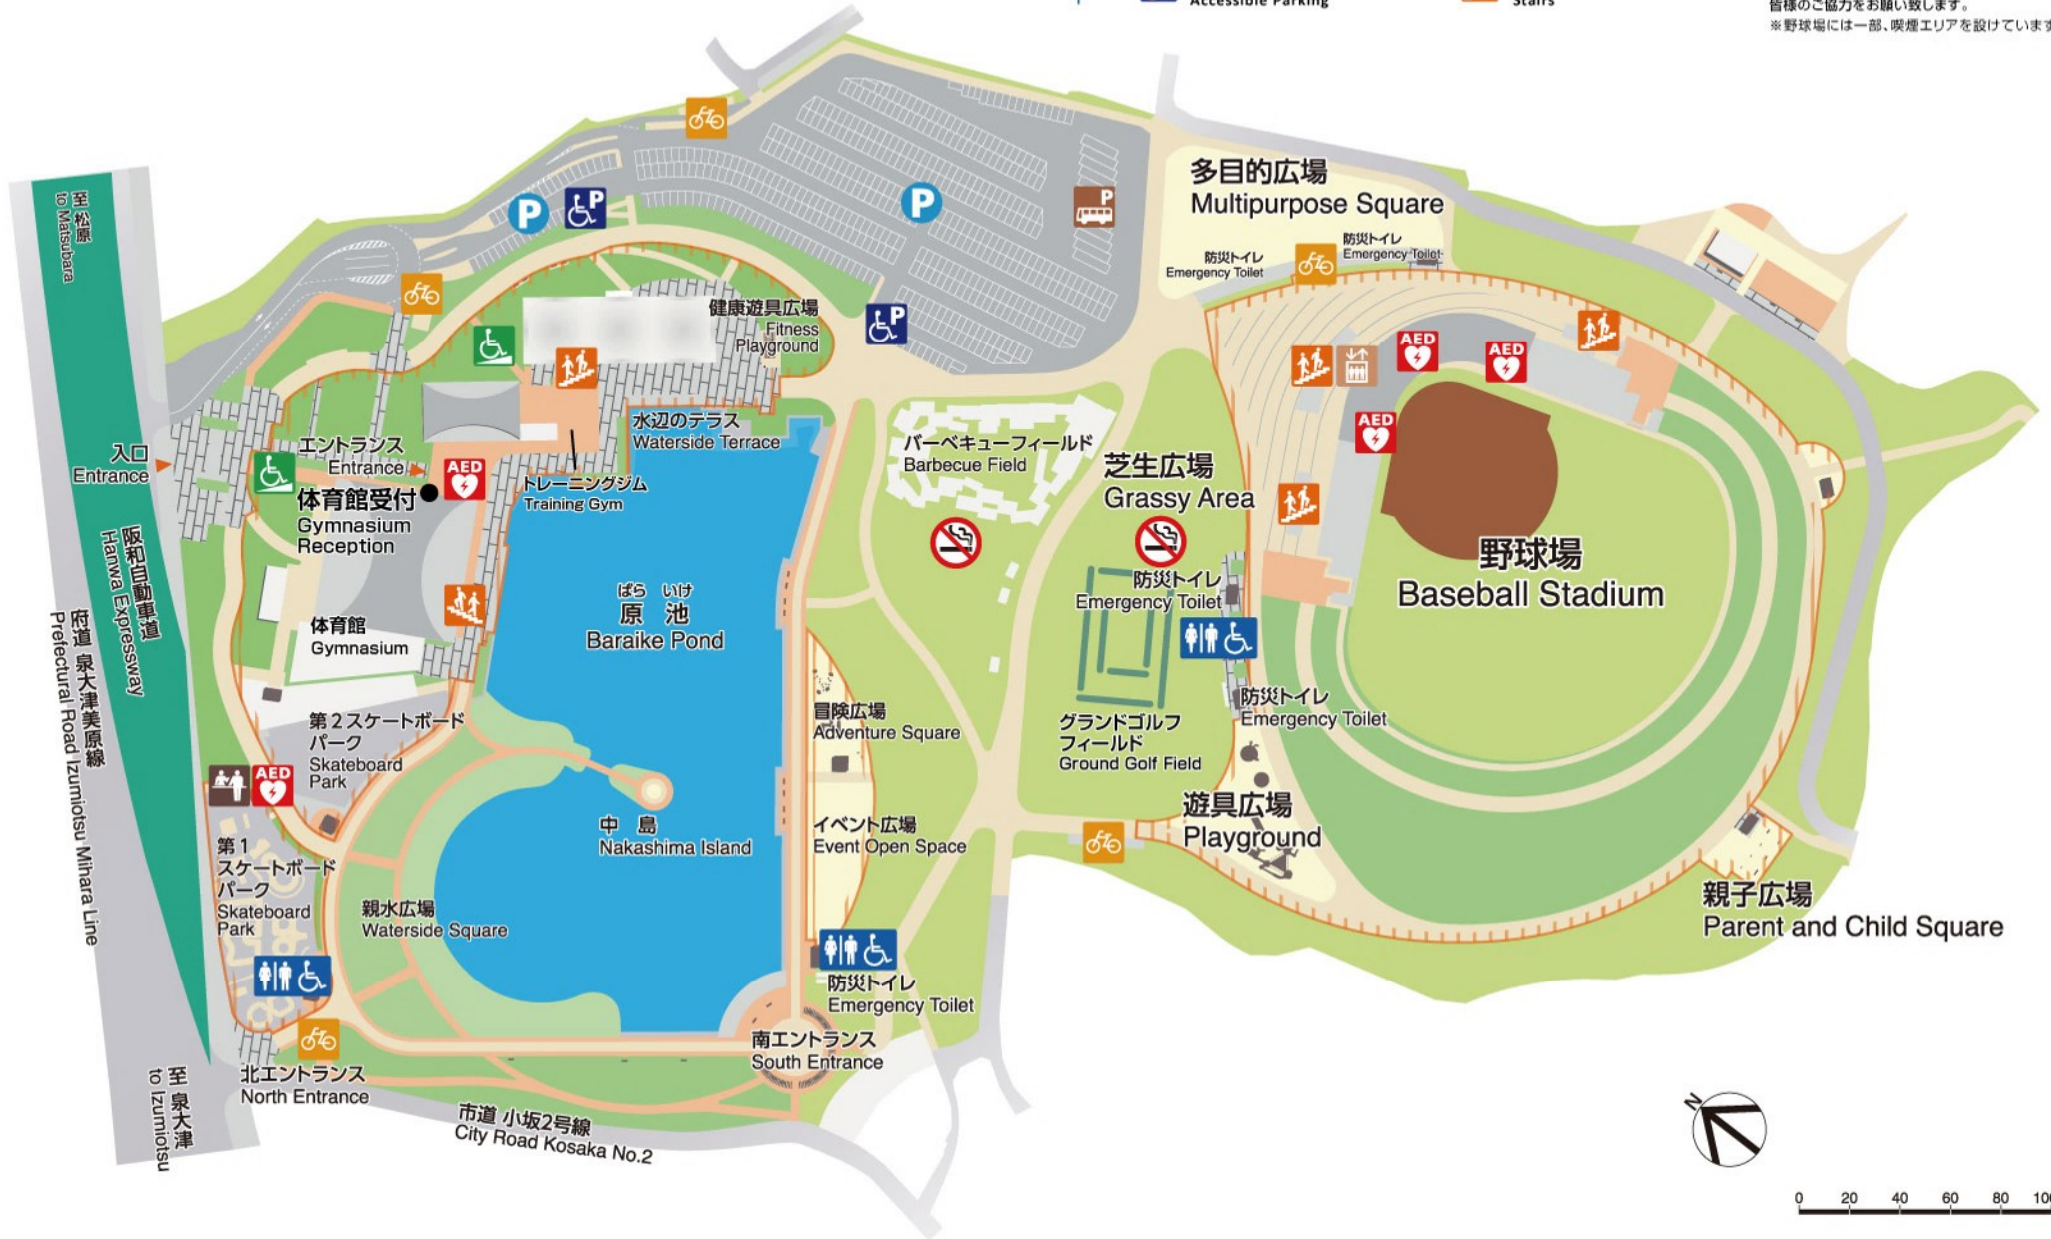 Accessible Parking
Stairs
皆様のご協力をお願い致します。
※野球場には一部、喫煙エリアを設けています
至 松原
to Matsubara
P
P
P
P
P
多目的広場
Multipurpose Square
防災トイレ
Emergency Toilet
防災トイレ
Emergency Toilet
健康遊具広場
Fitness
Playground
AED
AED
AED
水辺のテラス
Waterside Terrace
バーベキューフィールド
Barbecue Field
芝生広場
Grassy Area
入口
Entrance
エントランス
Entrance
AED
体育館受付
Gymnasium
Reception
トレーニングジム
Training Gym
阪和自動車道
Hanwa Expressway
府道 泉大津美原線
Prefectural Road Izumiotsu Mihara Line
野球場
Baseball Stadium
防災トイレ
Emergency Toilet
ばら いけ
原 池
Baraike Pond
体育館
Gymnasium
防災トイレ
Emergency Toilet
第2スケートボード
パーク
Skateboard
Park
冒険広場
Adventure Square
グランドゴルフ
フィールド
Ground Golf Field
AED
遊具広場
Playground
中 島
Nakashima Island
イベント広場
Event Open Space
第1
スケートボード
パーク
Skateboard
Park
親水広場
Waterside Square
親子広場
Parent and Child Square
防災トイレ
Emergency Toilet
南エントランス
South Entrance
北エントランス
North Entrance
至 泉大津
to Izumiotsu
市道 小坂2号線
City Road Kosaka No.2
N
0 20 40 60 80